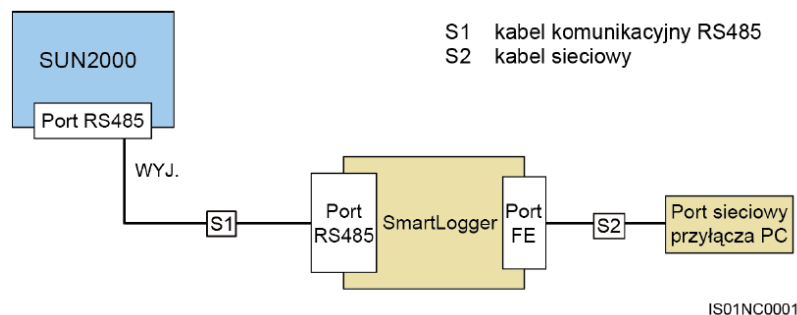 SUN2000
Port RS485
WYJ.
S1 kabel komunikacyjny RS485
S2 kabel sieciowy
S1
Port
RS485
SmartLogger
Port
FE
S2
Port sieciowy
przyłącza PC
IS01NC0001